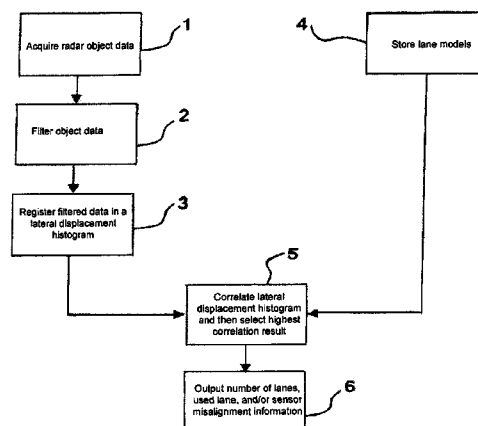 1
Acquire radar object data
4
Store lane models
2
Filter object data
3
Register filtered data in a
lateral displacement
histogram
5
Correlate lateral
displacement histogram
and then select highest
correlation result
Output number of lanes,
used lane, and/or sensor
misalignment information
6